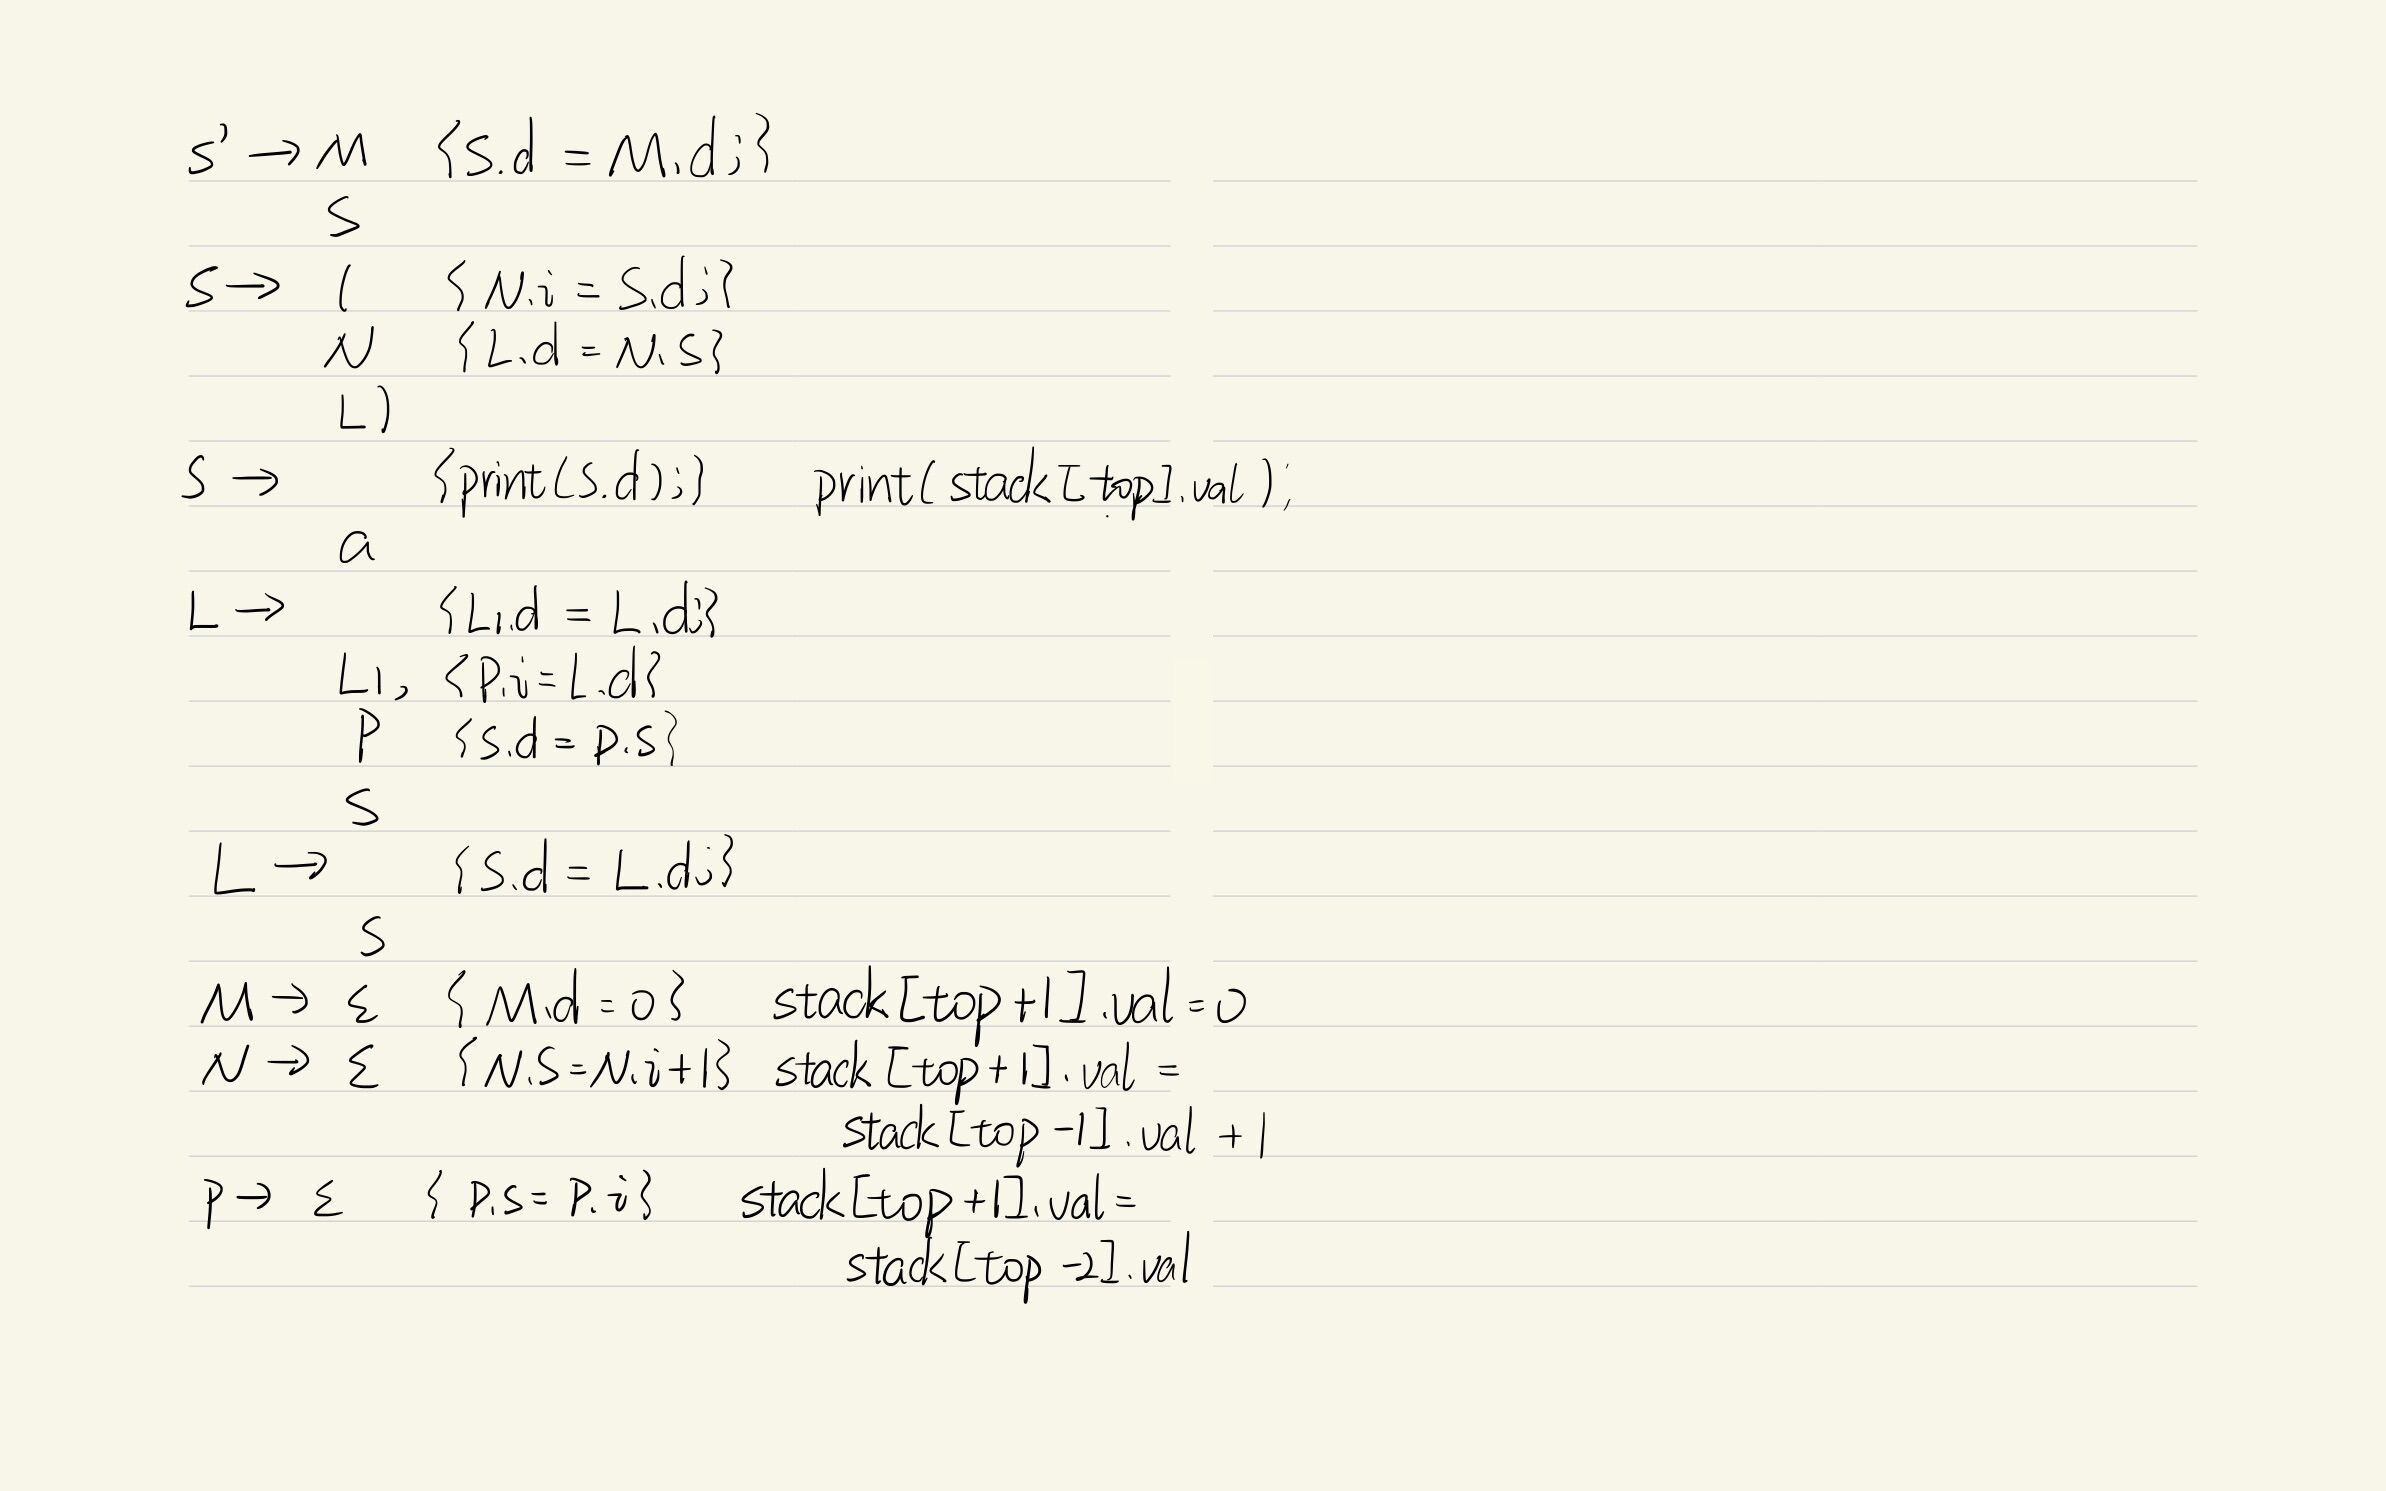 S' → M {S.d = M.d;}
S
S → ( {N.i = S.d;}
N {L.d = N.s}
L)
S → {print(S.d);} print(stack[top].val);
a
L → {L1.d = L.d;}
L1, {P.i = L.d}
P {S.d = P.s}
S
L → {S.d = L.d;}
S
M → ε {M.d = 0} stack[top+1].val = 0
N → ε {N.s = N.i+1} stack[top+1].val =
stack[top-1].val + 1
P → ε {P.s = P.i} stack[top+1].val =
stack[top-2].val